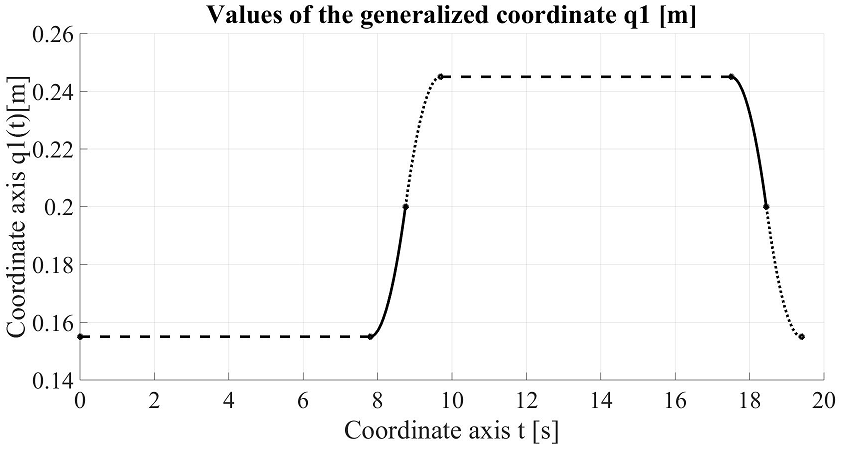 Values of the generalized coordinate q1 [m]
0.26
0.24
0.22
0.2
0.18
0.16
0.14
Coordinate axis q1(t)[m]
0 2 4 6 8 10 12 14 16 18 20
Coordinate axis t [s]